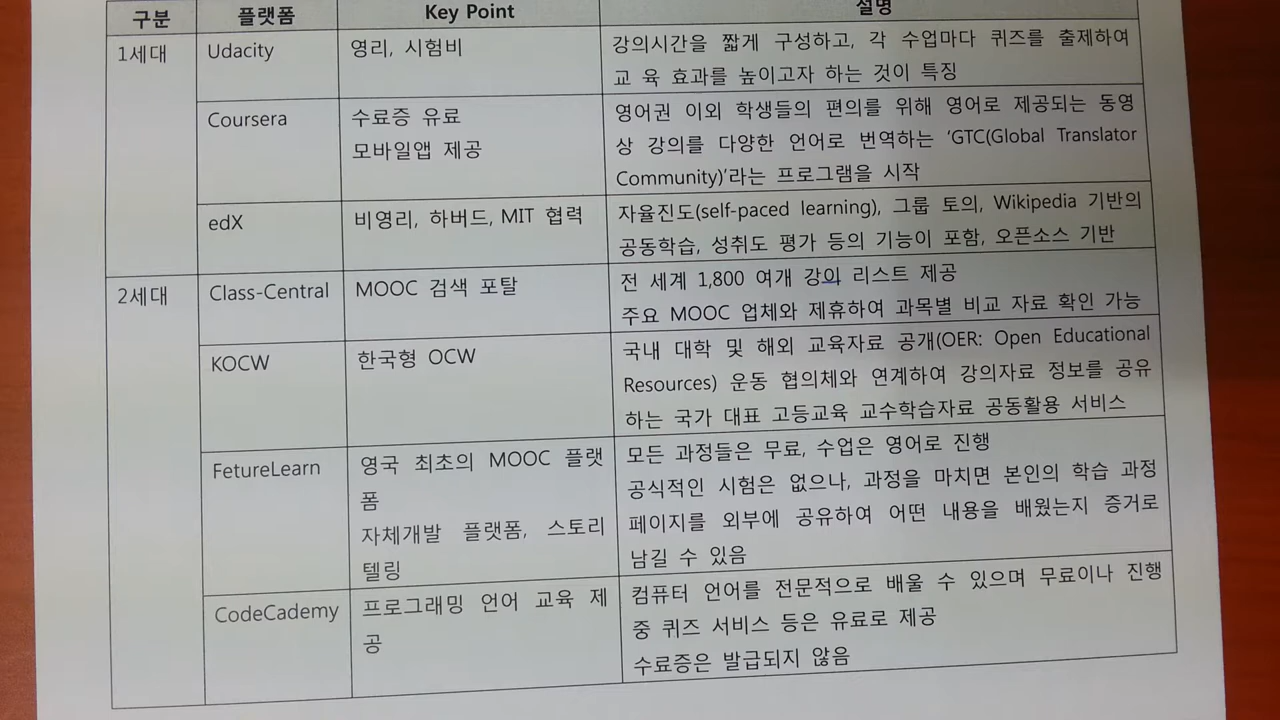 구분 플랫폼 Key Point 설명
1세대 Udacity 영리, 시험비 강의시간을 짧게 구성하고, 각 수업마다 퀴즈를 출제하여
교 육 효과를 높이고자 하는 것이 특징
Coursera 수료증 유료 영어권 이외 학생들의 편의를 위해 영어로 제공되는 동영
모바일앱 제공 상 강의를 다양한 언어로 번역하는 ‘GTC(Global Translator
Community)’라는 프로그램을 시작
edX 비영리, 하버드, MIT 협력 자율진도(self-paced learning), 그룹 토의, Wikipedia 기반의
공동학습, 성취도 평가 등의 기능이 포함, 오픈소스 기반
2세대 Class-Central MOOC 검색 포탈 전 세계 1,800 여개 강의 리스트 제공
주요 MOOC 업체와 제휴하여 과목별 비교 자료 확인 가능
KOCW 한국형 OCW 국내 대학 및 해외 교육자료 공개(OER: Open Educational
Resources) 운동 협의체와 연계하여 강의자료 정보를 공유
하는 국가 대표 고등교육 교수학습자료 공동활용 서비스
FetureLearn 영국 최초의 MOOC 플랫 모든 과정들은 무료, 수업은 영어로 진행
폼 공식적인 시험은 없으나, 과정을 마치면 본인의 학습 과정
자체개발 플랫폼, 스토리 페이지를 외부에 공유하여 어떤 내용을 배웠는지 증거로
텔링 남길 수 있음
CodeCademy 프로그래밍 언어 교육 제 컴퓨터 언어를 전문적으로 배울 수 있으며 무료이나 진행
공 중 퀴즈 서비스 등은 유료로 제공
수료증은 발급되지 않음